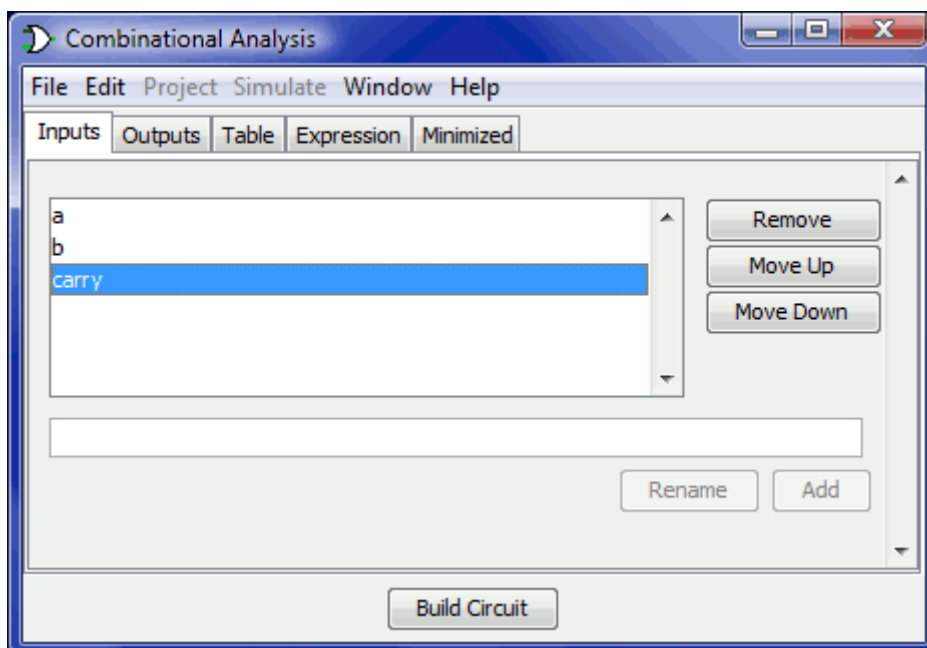 Combinational Analysis
File Edit Project Simulate Window Help
Inputs Outputs Table Expression Minimized
a
b
carry
Remove
Move Up
Move Down
Rename Add
Build Circuit